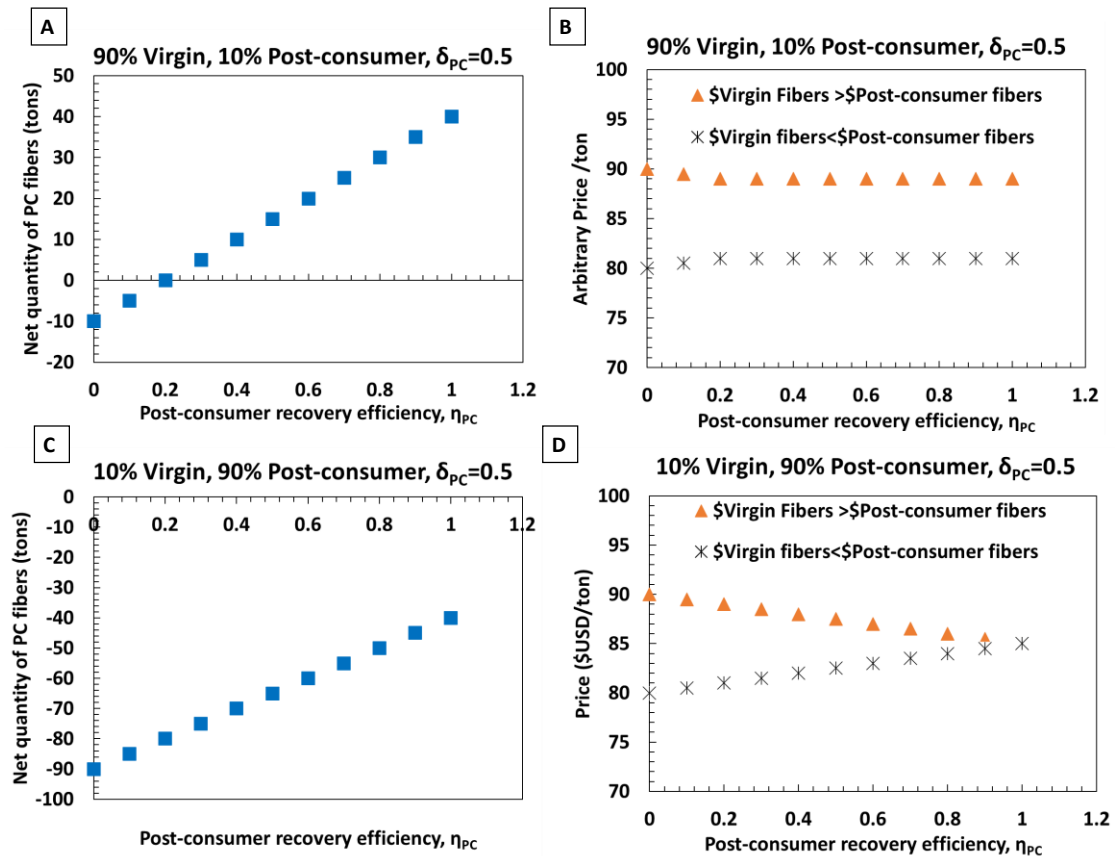 A
90% Virgin, 10% Post-consumer, δPC=0.5
Net quantity of PC fibers (tons)
50
40
30
20
10
0
-10
-20
0 0.2 0.4 0.6 0.8 1 1.2
Post-consumer recovery efficiency, ηPC
B
90% Virgin, 10% Post-consumer, δPC=0.5
Arbitrary Price /ton
100
95
90
85
80
75
70
$Virgin Fibers >$Post-consumer fibers
$Virgin fibers<$Post-consumer fibers
0 0.2 0.4 0.6 0.8 1 1.2
Post-consumer recovery efficiency, ηPC
C
10% Virgin, 90% Post-consumer, δPC=0.5
Net quantity of PC fibers (tons)
0
-10
-20
-30
-40
-50
-60
-70
-80
-90
-100
0 0.2 0.4 0.6 0.8 1 1.2
Post-consumer recovery efficiency, ηPC
D
10% Virgin, 90% Post-consumer, δPC=0.5
Price ($USD/ton)
100
95
90
85
80
75
70
$Virgin Fibers >$Post-consumer fibers
$Virgin fibers<$Post-consumer fibers
0 0.2 0.4 0.6 0.8 1 1.2
Post-consumer recovery efficiency, ηPC